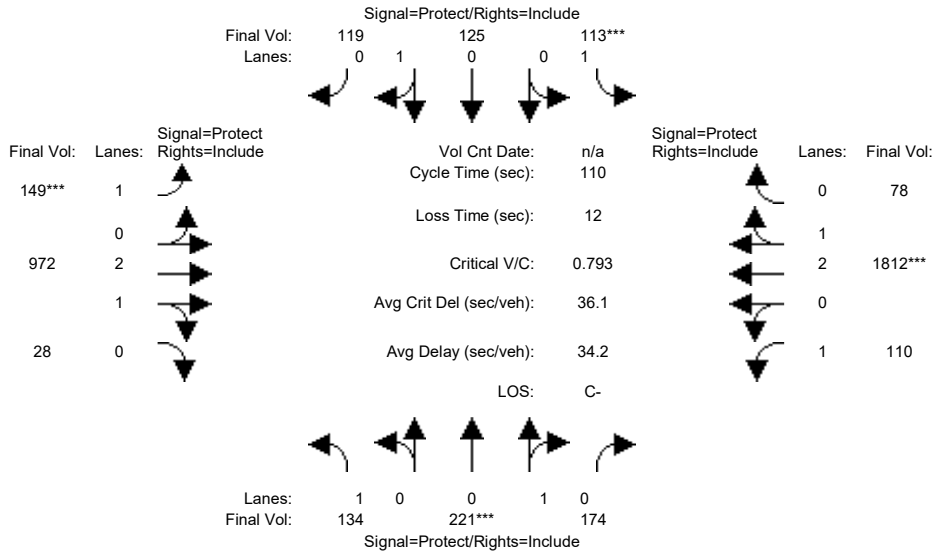 Signal=Protect/Rights=Include
Final Vol: 119 125 113***
Lanes: 0 1 0 0 1
Signal=Protect Signal=Protect
Final Vol: Lanes: Rights=Include Vol Cnt Date: n/a Rights=Include Lanes: Final Vol:
Cycle Time (sec): 110
149*** 1 0 78
Loss Time (sec): 12
0 1
972 2 Critical V/C: 0.793 2 1812***
1 Avg Crit Del (sec/veh): 36.1 0
28 0 Avg Delay (sec/veh): 34.2 1 110
LOS: C-
Lanes: 1 0 0 1 0
Final Vol: 134 221*** 174
Signal=Protect/Rights=Include